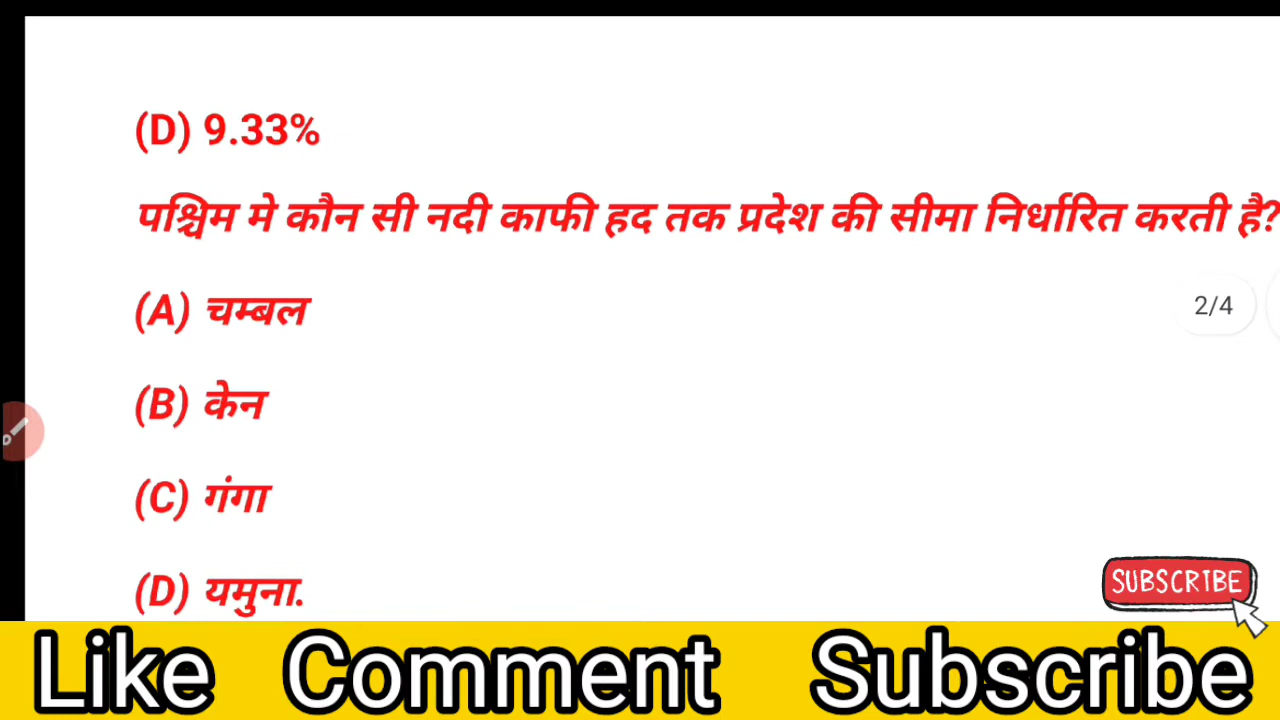 (D) 9.33%
पश्चिम मे कौन सी नदी काफी हद तक प्रदेश की सीमा निर्धारित करती है?
(A) चम्बल
2/4
(B) केन
(C) गंगा
(D) यमुना.
SUBSCRIBE
Like Comment Subscribe